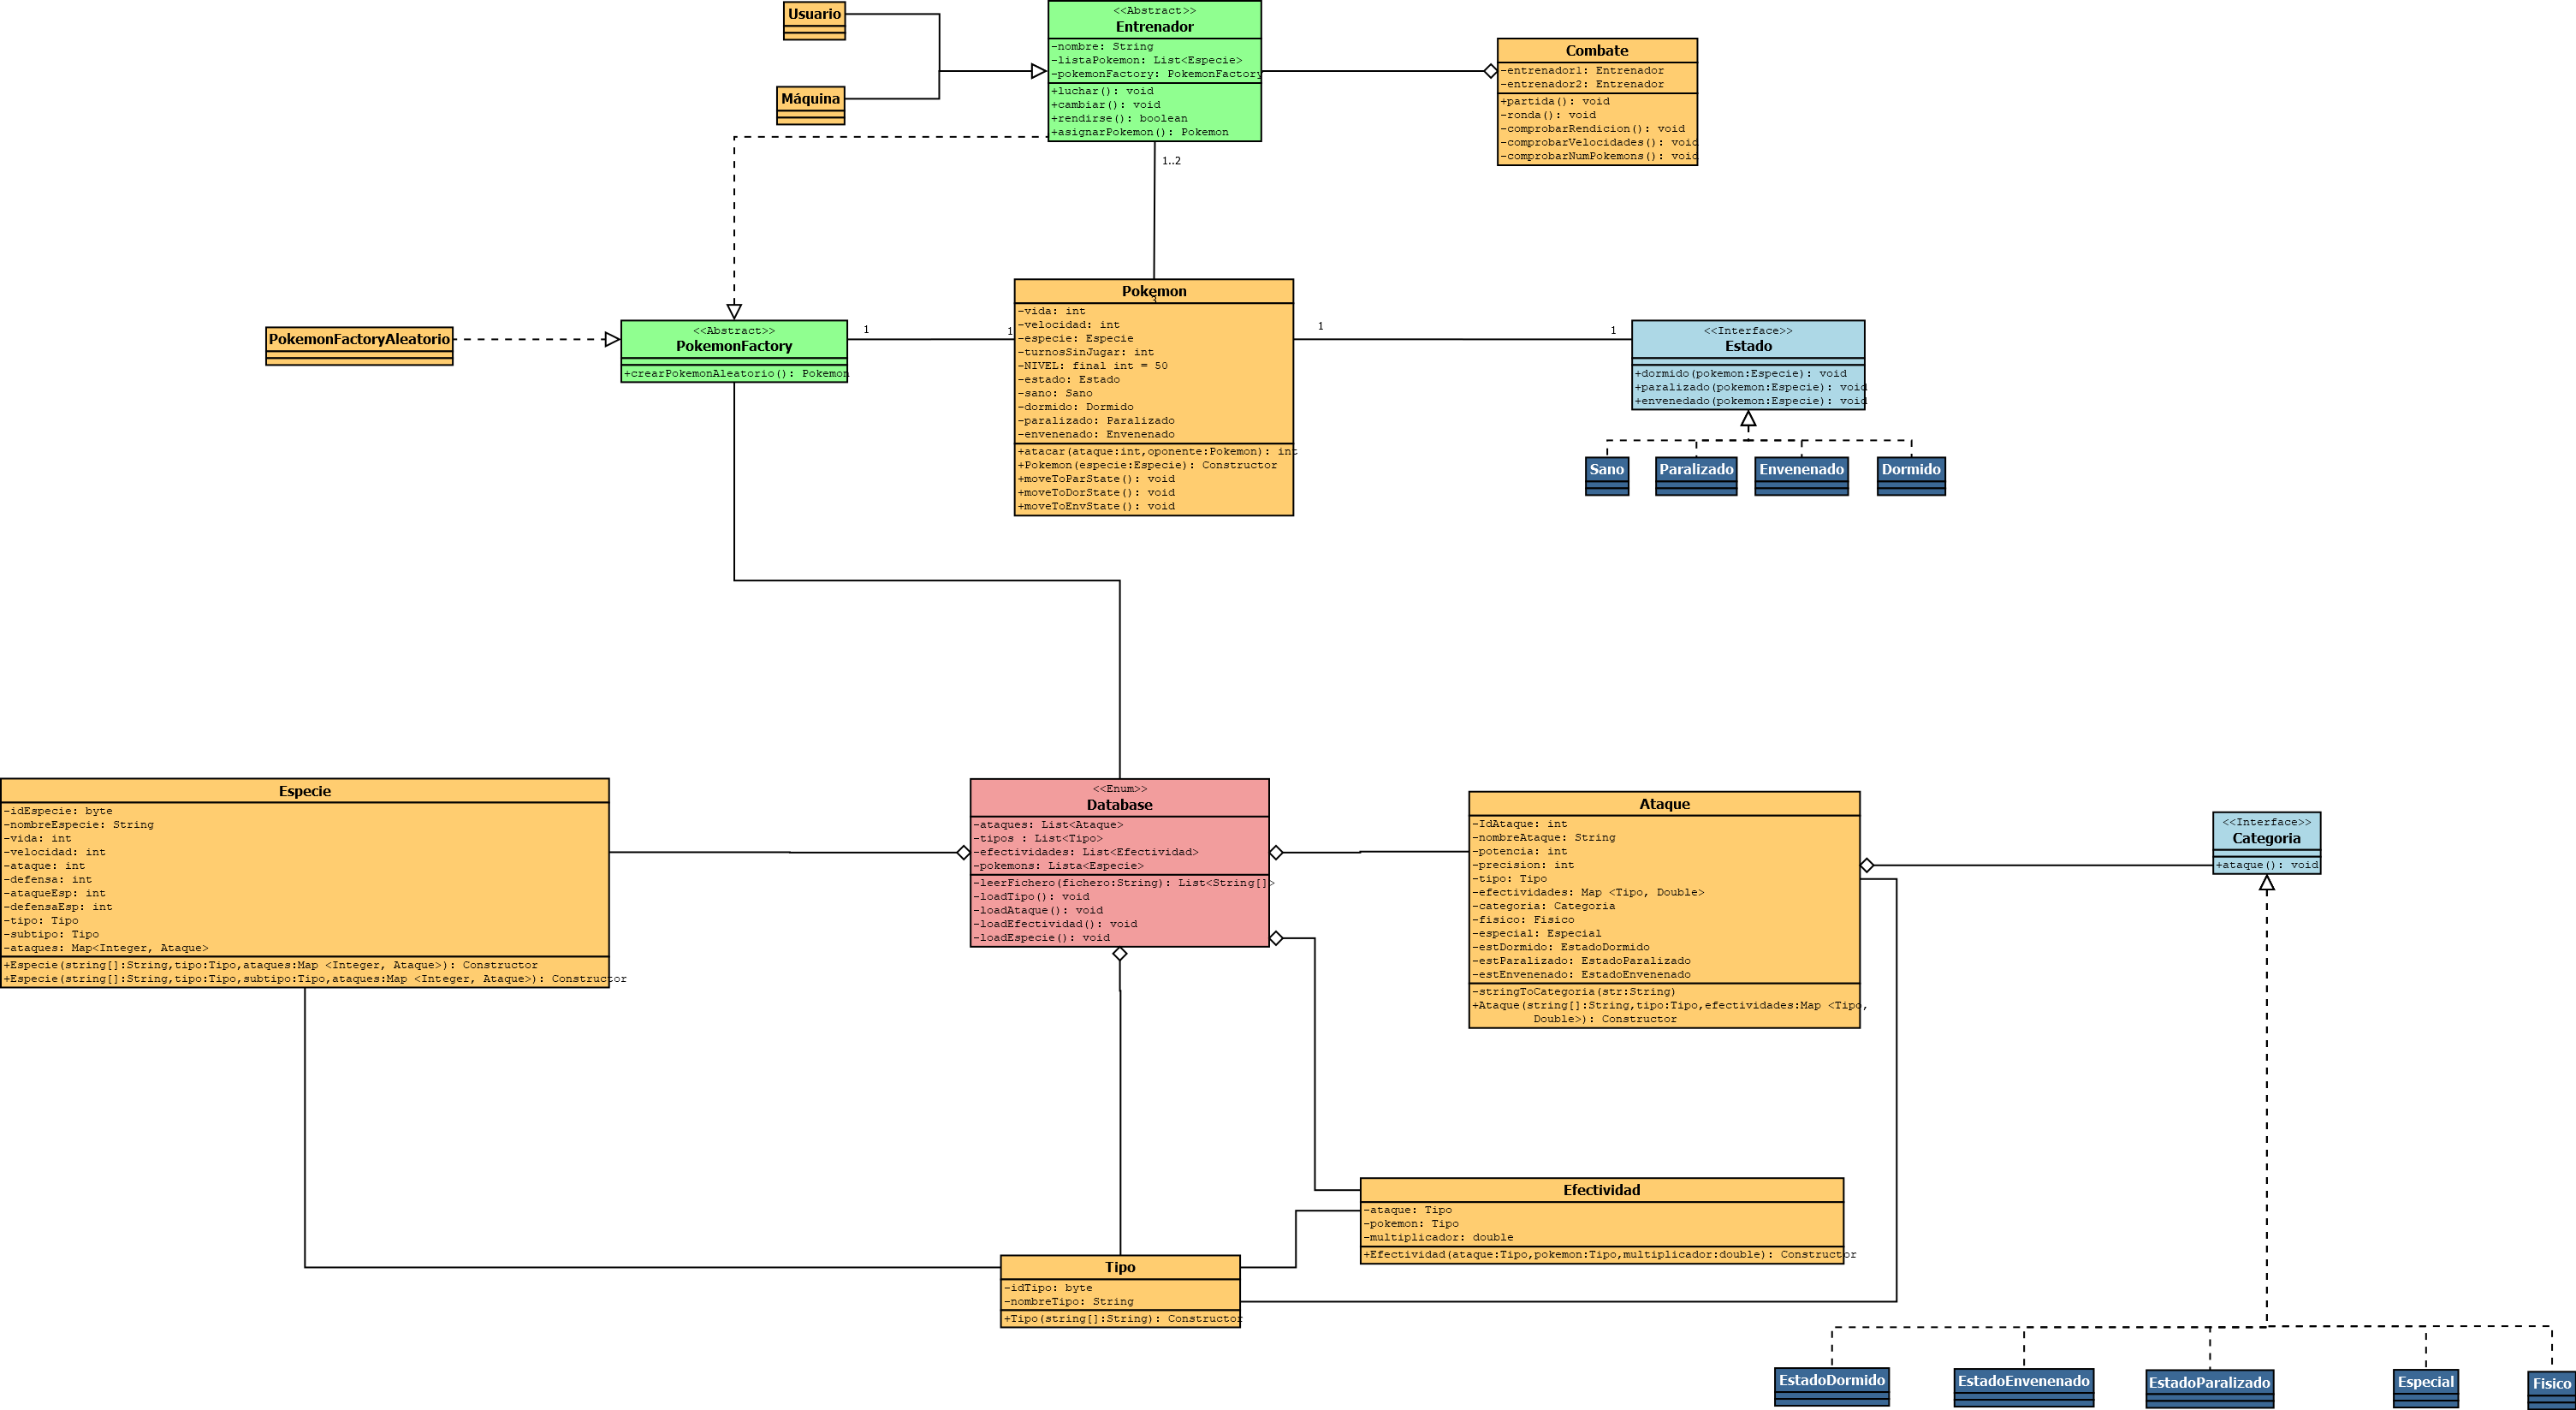 Usuario
Máquina
<<Abstract>>
Entrenador
-nombre: String
-listaPokemon: List<Especie>
-pokemonFactory: PokemonFactory
+luchar(): void
+cambiar(): void
+rendirse(): boolean
+asignarPokemon(): Pokemon
Combate
-entrenador1: Entrenador
-entrenador2: Entrenador
+partida(): void
-ronda(): void
-comprobarRendicion(): void
-comprobarVelocidades(): void
-comprobarNumPokemons(): void
1..2
PokemonFactoryAleatorio
<<Abstract>>
PokemonFactory
+crearPokemonAleatorio(): Pokemon
1
1
Pokemon
3
-vida: int
-velocidad: int
-especie: Especie
-turnosSinJugar: int
-NIVEL: final int = 50
-estado: Estado
-sano: Sano
-dormido: Dormido
-paralizado: Paralizado
-envenenado: Envenenado
+atacar(ataque:int,oponente:Pokemon): int
+Pokemon(especie:Especie): Constructor
+moveToParState(): void
+moveToDorState(): void
+moveToEnvState(): void
1
1
<<Interface>>
Estado
+dormido(pokemon:Especie): void
+paralizado(pokemon:Especie): void
+envenedado(pokemon:Especie): void
Sano
Paralizado
Envenenado
Dormido
Especie
-idEspecie: byte
-nombreEspecie: String
-vida: int
-velocidad: int
-ataque: int
-defensa: int
-ataqueEsp: int
-defensaEsp: int
-tipo: Tipo
-subtipo: Tipo
-ataques: Map<Integer, Ataque>
+Especie(string[]:String,tipo:Tipo,ataques:Map <Integer, Ataque>): Constructor
+Especie(string[]:String,tipo:Tipo,subtipo:Tipo,ataques:Map <Integer, Ataque>): Constructor
<<Enum>>
Database
-ataques: List<Ataque>
-tipos : List<Tipo>
-efectividades: List<Efectividad>
-pokemons: Lista<Especie>
-leerFichero(fichero:String): List<String[]>
-loadTipo(): void
-loadAtaque(): void
-loadEfectividad(): void
-loadEspecie(): void
Ataque
-IdAtaque: int
-nombreAtaque: String
-potencia: int
-precision: int
-tipo: Tipo
-efectividades: Map <Tipo, Double>
-categoria: Categoria
-fisico: Fisico
-especial: Especial
-estDormido: EstadoDormido
-estParalizado: EstadoParalizado
-estEnvenenado: EstadoEnvenenado
-stringToCategoria(str:String)
+Ataque(string[]:String,tipo:Tipo,efectividades:Map <Tipo,
Double>): Constructor
<<Interface>>
Categoria
+ataque(): void
Efectividad
-ataque: Tipo
-pokemon: Tipo
-multiplicador: double
+Efectividad(ataque:Tipo,pokemon:Tipo,multiplicador:double): Constructor
Tipo
-idTipo: byte
-nombreTipo: String
+Tipo(string[]:String): Constructor
EstadoDormido
EstadoEnvenenado
EstadoParalizado
Especial
Fisico